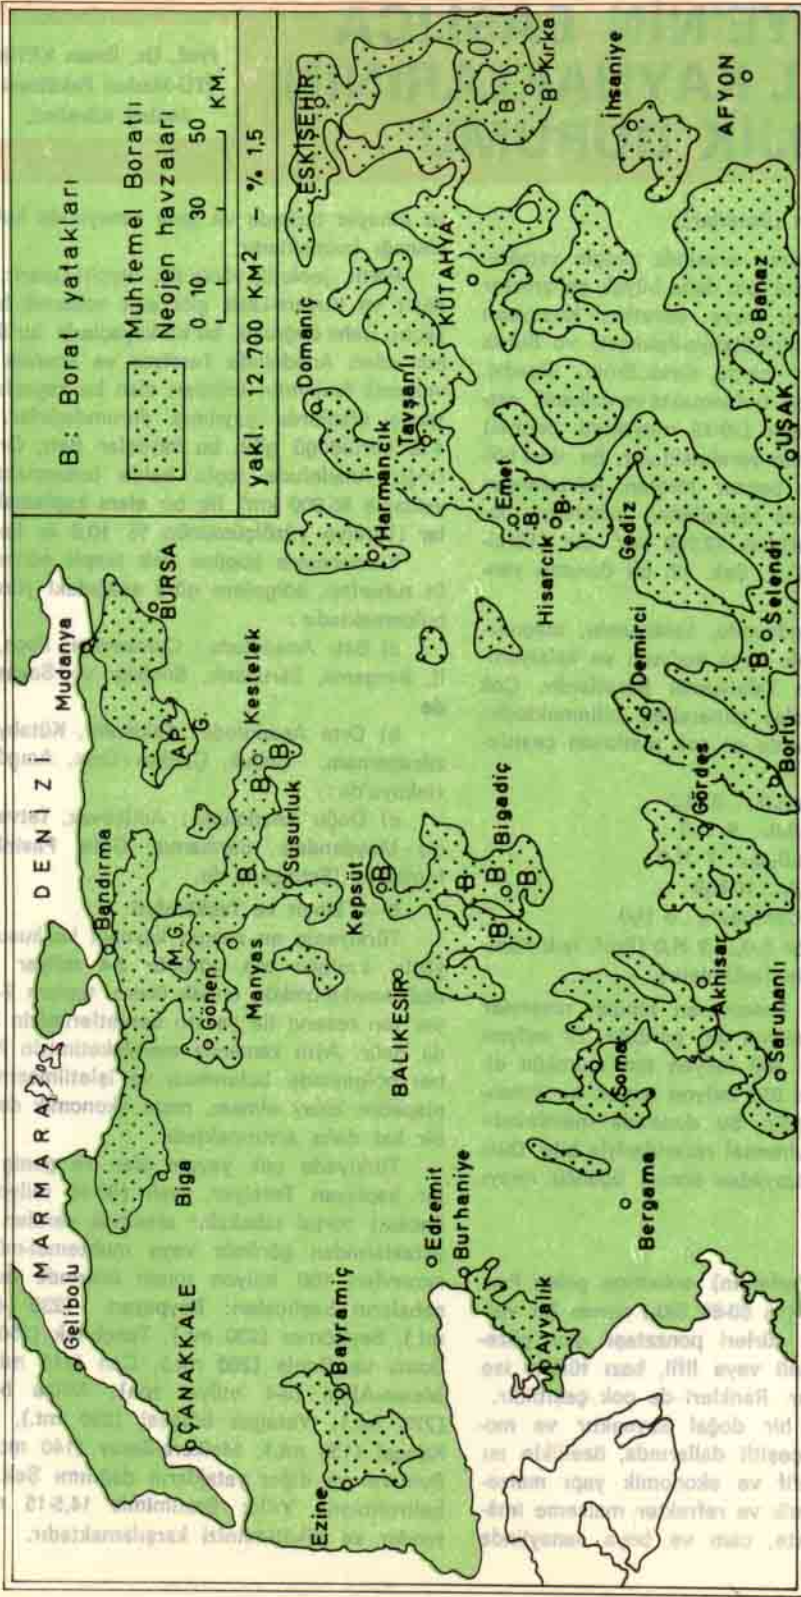 B. Borat yatakları
Muhtemel Boratlı
Neojen havzaları
0 10 30 50 KM.
yakl. 12.700 KM² - % 1,5
MARMARA DENİZİ
Gelibolu
ÇANAKKALE
Ezine
Bayramiç
Biga
Edremit
Burhaniye
Ayvalık
Bergama
Bandırma
M.G.
Gönen
Manyas
Susurluk
B
Kestelek
B
Mudanya
BURSA
AP. G.
Kepsüt
B
BALIKESİR
Bigadiç
B
B
B
B
Soma
Akhisar
Saruhanlı
Gördes
Borlu
Demirci
Selendi
B
Harmancık
Domaniç
Tavşanlı
Emet
B
Hisarcık
B
Gediz
UŞAK
Banaz
KÜTAHYA
ESKİŞEHİR
Kırka
B
B
İhsaniye
AFYON